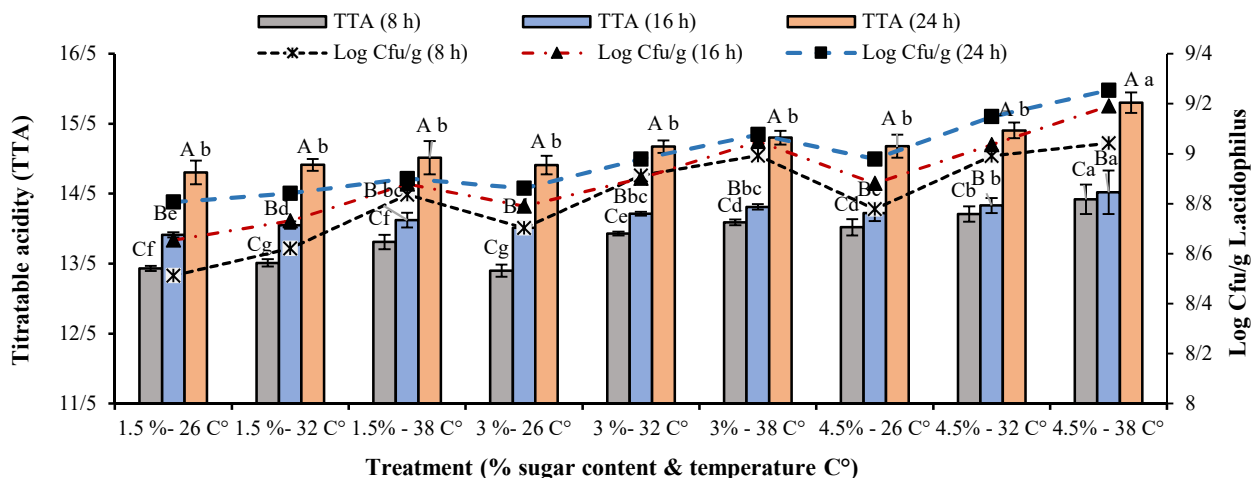 TTA (8 h) TTA (16 h) TTA (24 h)
Log Cfu/g (8 h) Log Cfu/g (16 h) Log Cfu/g (24 h)
Titratable acidity (TTA)
16/5
15/5
14/5
13/5
12/5
11/5
9/4
9/2
9
8/8
8/6
8/4
8/2
8
Log Cfu/g L.acidophilus
Cf Be A b
Cg Bd A b
Cf Bbc A b
Cg A b
Ce Bbc A b
Cd Bbc A b
Cd Be A b
Cb B b A b
Ca Ba A a
1.5 %- 26 C° 1.5 %- 32 C° 1.5% - 38 C° 3 %- 26 C° 3 %- 32 C° 3% - 38 C° 4.5% - 26 C° 4.5%- 32 C° 4.5% - 38 C°
Treatment (% sugar content & temperature C°)